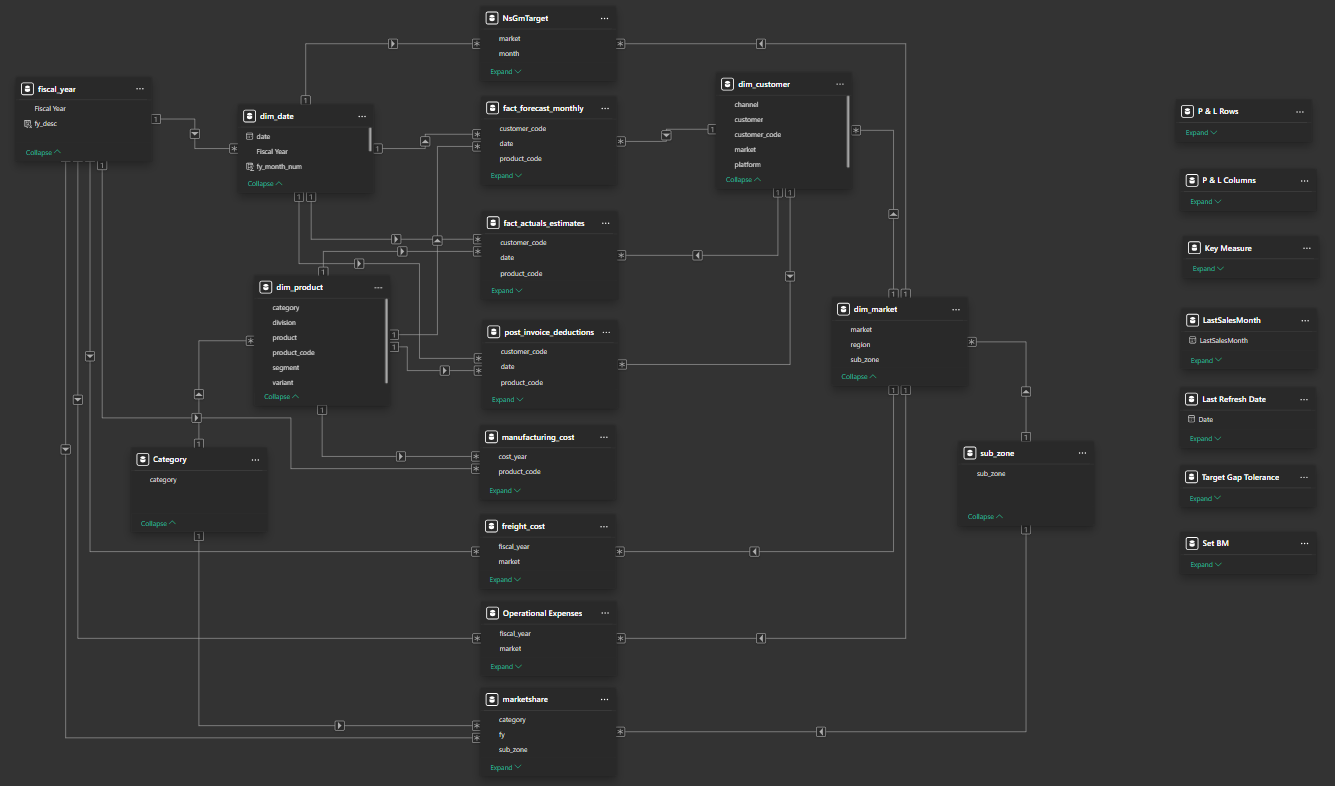 fiscal_year
Fiscal Year
fy_desc
Collapse
dim_date
date
Fiscal Year
fy_month_num
Collapse
dim_product
category
division
product
product_code
segment
variant
Collapse
Category
category
Collapse
NsGmTarget
market
month
Expand
fact_forecast_monthly
customer_code
date
product_code
Expand
fact_actuals_estimates
customer_code
date
product_code
Expand
post_invoice_deductions
customer_code
date
product_code
Expand
manufacturing_cost
cost_year
product_code
Expand
freight_cost
fiscal_year
market
Expand
Operational Expenses
fiscal_year
market
Expand
marketshare
category
fy
sub_zone
Expand
dim_customer
channel
customer
customer_code
market
platform
Collapse
dim_market
market
region
sub_zone
Collapse
sub_zone
sub_zone
Collapse
P & L Rows
Expand
P & L Columns
Expand
Key Measure
Expand
LastSalesMonth
LastSalesMonth
Expand
Last Refresh Date
Date
Expand
Target Gap Tolerance
Expand
Set BM
Expand